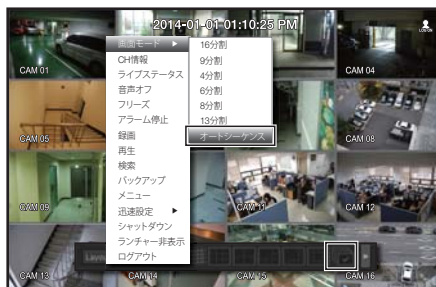 2014-01-01 01:10:25 PM
LOG ON
画面モード ▶
CH情報
ライブステータス
音声オフ
フリーズ
アラーム停止
録画
再生
検索
バックアップ
メニュー
迅速設定 ▶
シャットダウン
ランチャー非表示
ログアウト
16分割
9分割
4分割
6分割
8分割
13分割
オートシーケンス
CAM 01
CAM 04
CAM 05
CAM 08
CAM 09
CAM 11
CAM 12
CAM 13
CAM 14
CAM 15
CAM 16